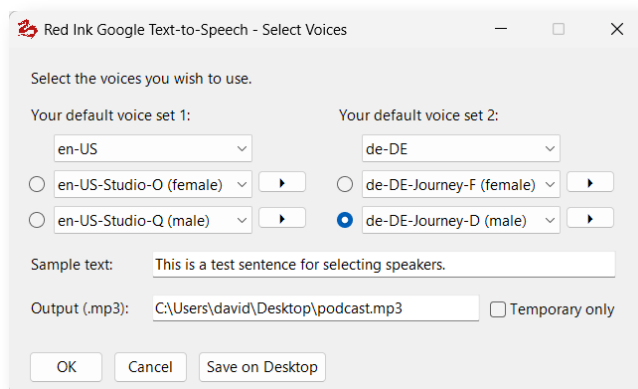 Red Ink Google Text-to-Speech - Select Voices
Select the voices you wish to use.
Your default voice set 1: Your default voice set 2:
en-US de-DE
en-US-Studio-O (female) de-DE-Journey-F (female)
en-US-Studio-Q (male) de-DE-Journey-D (male)
Sample text: This is a test sentence for selecting speakers.
Output (.mp3): C:\Users\david\Desktop\podcast.mp3 Temporary only
OK Cancel Save on Desktop